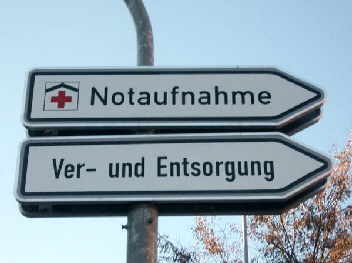 Notaufnahme
Ver- und Entsorgung